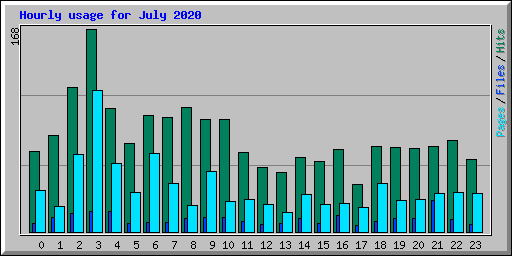 Hourly usage for July 2020
168
Pages/Files/Hits
0 1 2 3 4 5 6 7 8 9 10 11 12 13 14 15 16 17 18 19 20 21 22 23